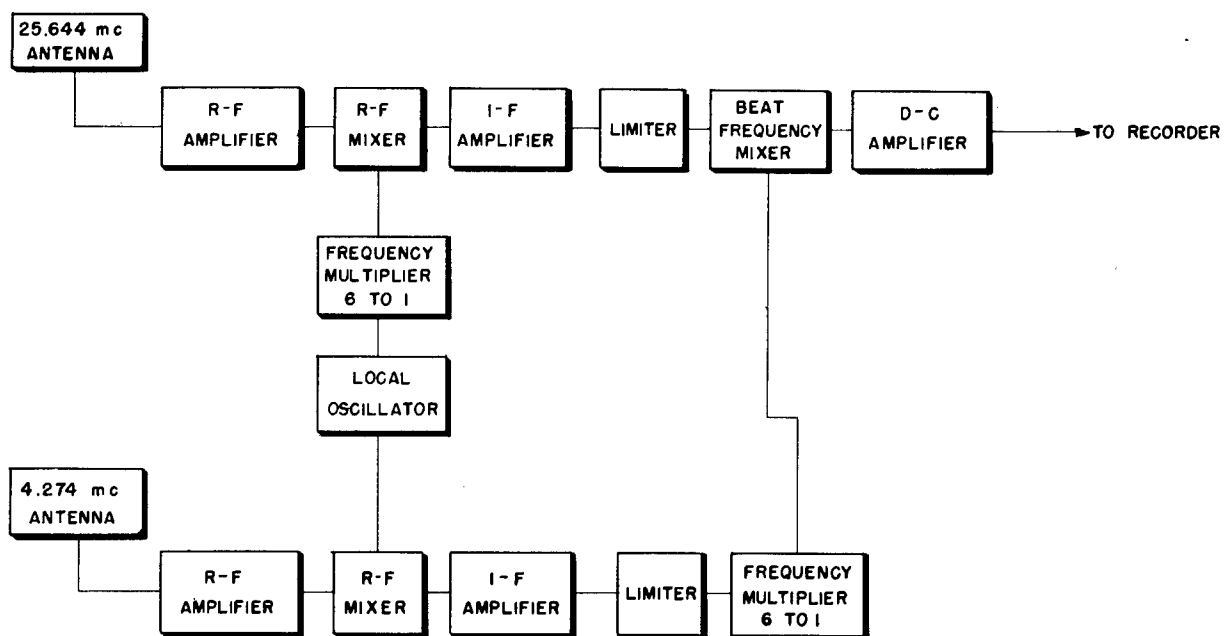 25.644 mc
ANTENNA
R-F
AMPLIFIER
R-F
MIXER
I-F
AMPLIFIER
LIMITER
BEAT
FREQUENCY
MIXER
D-C
AMPLIFIER
TO RECORDER
FREQUENCY
MULTIPLIER
6 TO 1
LOCAL
OSCILLATOR
4.274 mc
ANTENNA
R-F
AMPLIFIER
R-F
MIXER
I-F
AMPLIFIER
LIMITER
FREQUENCY
MULTIPLIER
6 TO 1